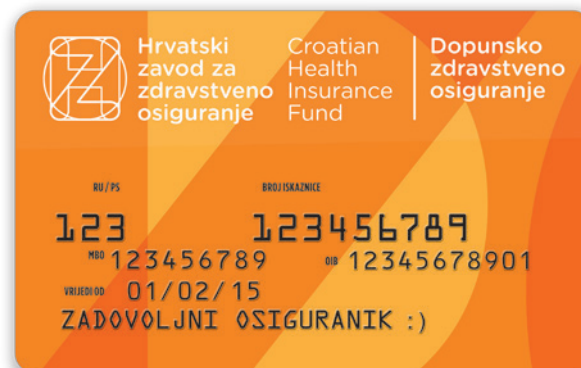 Hrvatski
zavod za
zdravstveno
osiguranje
Croatian
Health
Insurance
Fund
Dopunsko
zdravstveno
osiguranje
RU / PS BROJ ISKAZNICE
123 123456789
MBO 123456789 OIB 12345678901
VRIJEDI OD 01/02/15
ZADOVOLJNI OSIGURANIK :)